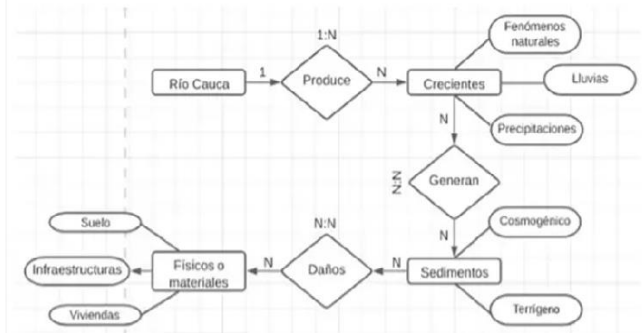 1:N
Fenómenos
naturales
Río Cauca
1
Produce
N
Crecientes
Lluvias
N
Precipitaciones
N:N
Generan
N
Cosmogénico
Suelo
N:N
Infraestructuras
Físicos o
materiales
N
Daños
N
Sedimentos
Viviendas
Terrígeno